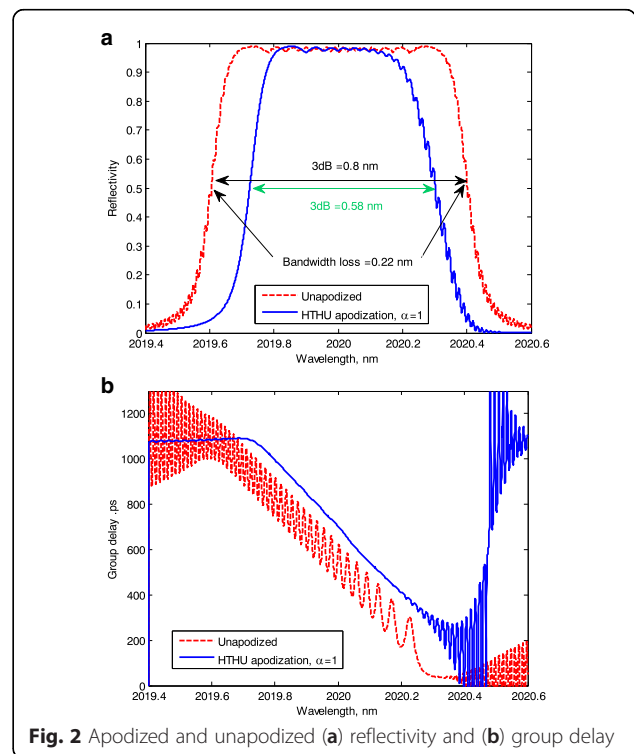 a
1
0.9
0.8
0.7
0.6
0.5
0.4
0.3
0.2
0.1
0
Reflectivity
3dB =0.8 nm
3dB =0.58 nm
Bandwidth loss =0.22 nm
Unapodized
HTHU apodization, α=1
2019.4 2019.6 2019.8 2020 2020.2 2020.4 2020.6
Wavelength, nm
b
1200
1000
800
600
400
200
0
Group delay ,ps
Unapodized
HTHU apodization, α=1
2019.4 2019.6 2019.8 2020 2020.2 2020.4 2020.6
Wavelength, nm
Fig. 2 Apodized and unapodized (a) reflectivity and (b) group delay